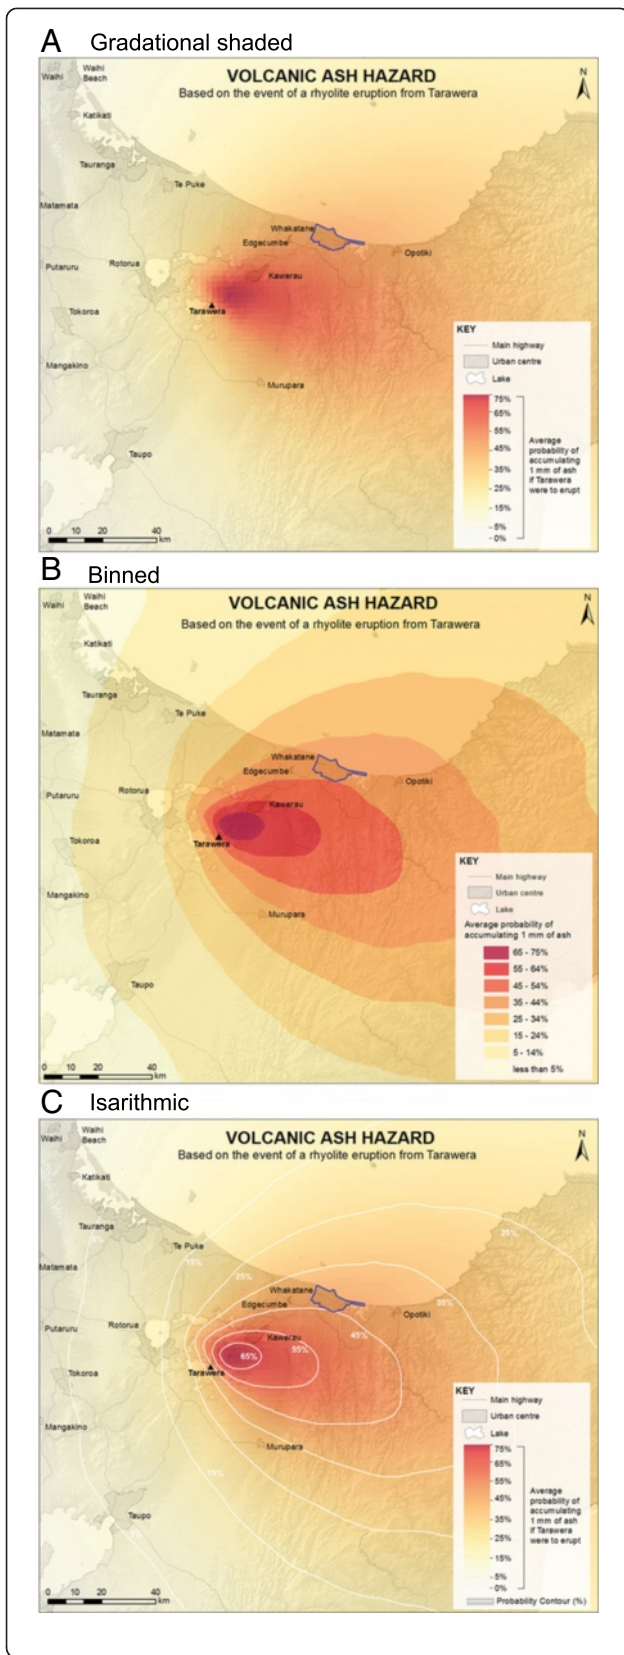 A Gradational shaded
VOLCANIC ASH HAZARD
Based on the event of a rhyolite eruption from Tarawera
N
Waihi
Waihi
Beach
Katikati
Tauranga
Te Puke
Matamata
Whakatane
Edgecumbe
Opotiki
Putaruru
Rotorua
Kawerau
Tarawera
Tokoroa
Mangakino
Murupara
Taupo
KEY
Main highway
Urban centre
Lake
75%
65%
55%
45%
35%
25%
15%
5%
0%
Average
probability of
accumulating
1 mm of ash
if Tarawera
were to erupt
0 10 20 40
km
B Binned
VOLCANIC ASH HAZARD
Based on the event of a rhyolite eruption from Tarawera
N
Waihi
Waihi
Beach
Katikati
Tauranga
Te Puke
Matamata
Whakatane
Edgecumbe
Opotiki
Putaruru
Rotorua
Kawerau
Tarawera
Tokoroa
Mangakino
Murupara
Taupo
KEY
Main highway
Urban centre
Lake
Average probability of
accumulating 1 mm of ash
65 - 75%
55 - 64%
45 - 54%
35 - 44%
25 - 34%
15 - 24%
5 - 14%
less than 5%
0 10 20 40
km
C Isarithmic
VOLCANIC ASH HAZARD
Based on the event of a rhyolite eruption from Tarawera
N
Waihi
Waihi
Beach
Katikati
Tauranga
Te Puke
Matamata
15%
25%
25%
35%
Whakatane
Edgecumbe
Opotiki
Putaruru
Rotorua
Kawerau
45%
55%
65%
Tarawera
Tokoroa
Mangakino
Murupara
15%
Taupo
KEY
Main highway
Urban centre
Lake
75%
65%
55%
45%
35%
25%
15%
5%
0%
Average
probability of
accumulating
1 mm of ash
if Tarawera
were to erupt
Probability Contour (%)
0 10 20 40
km